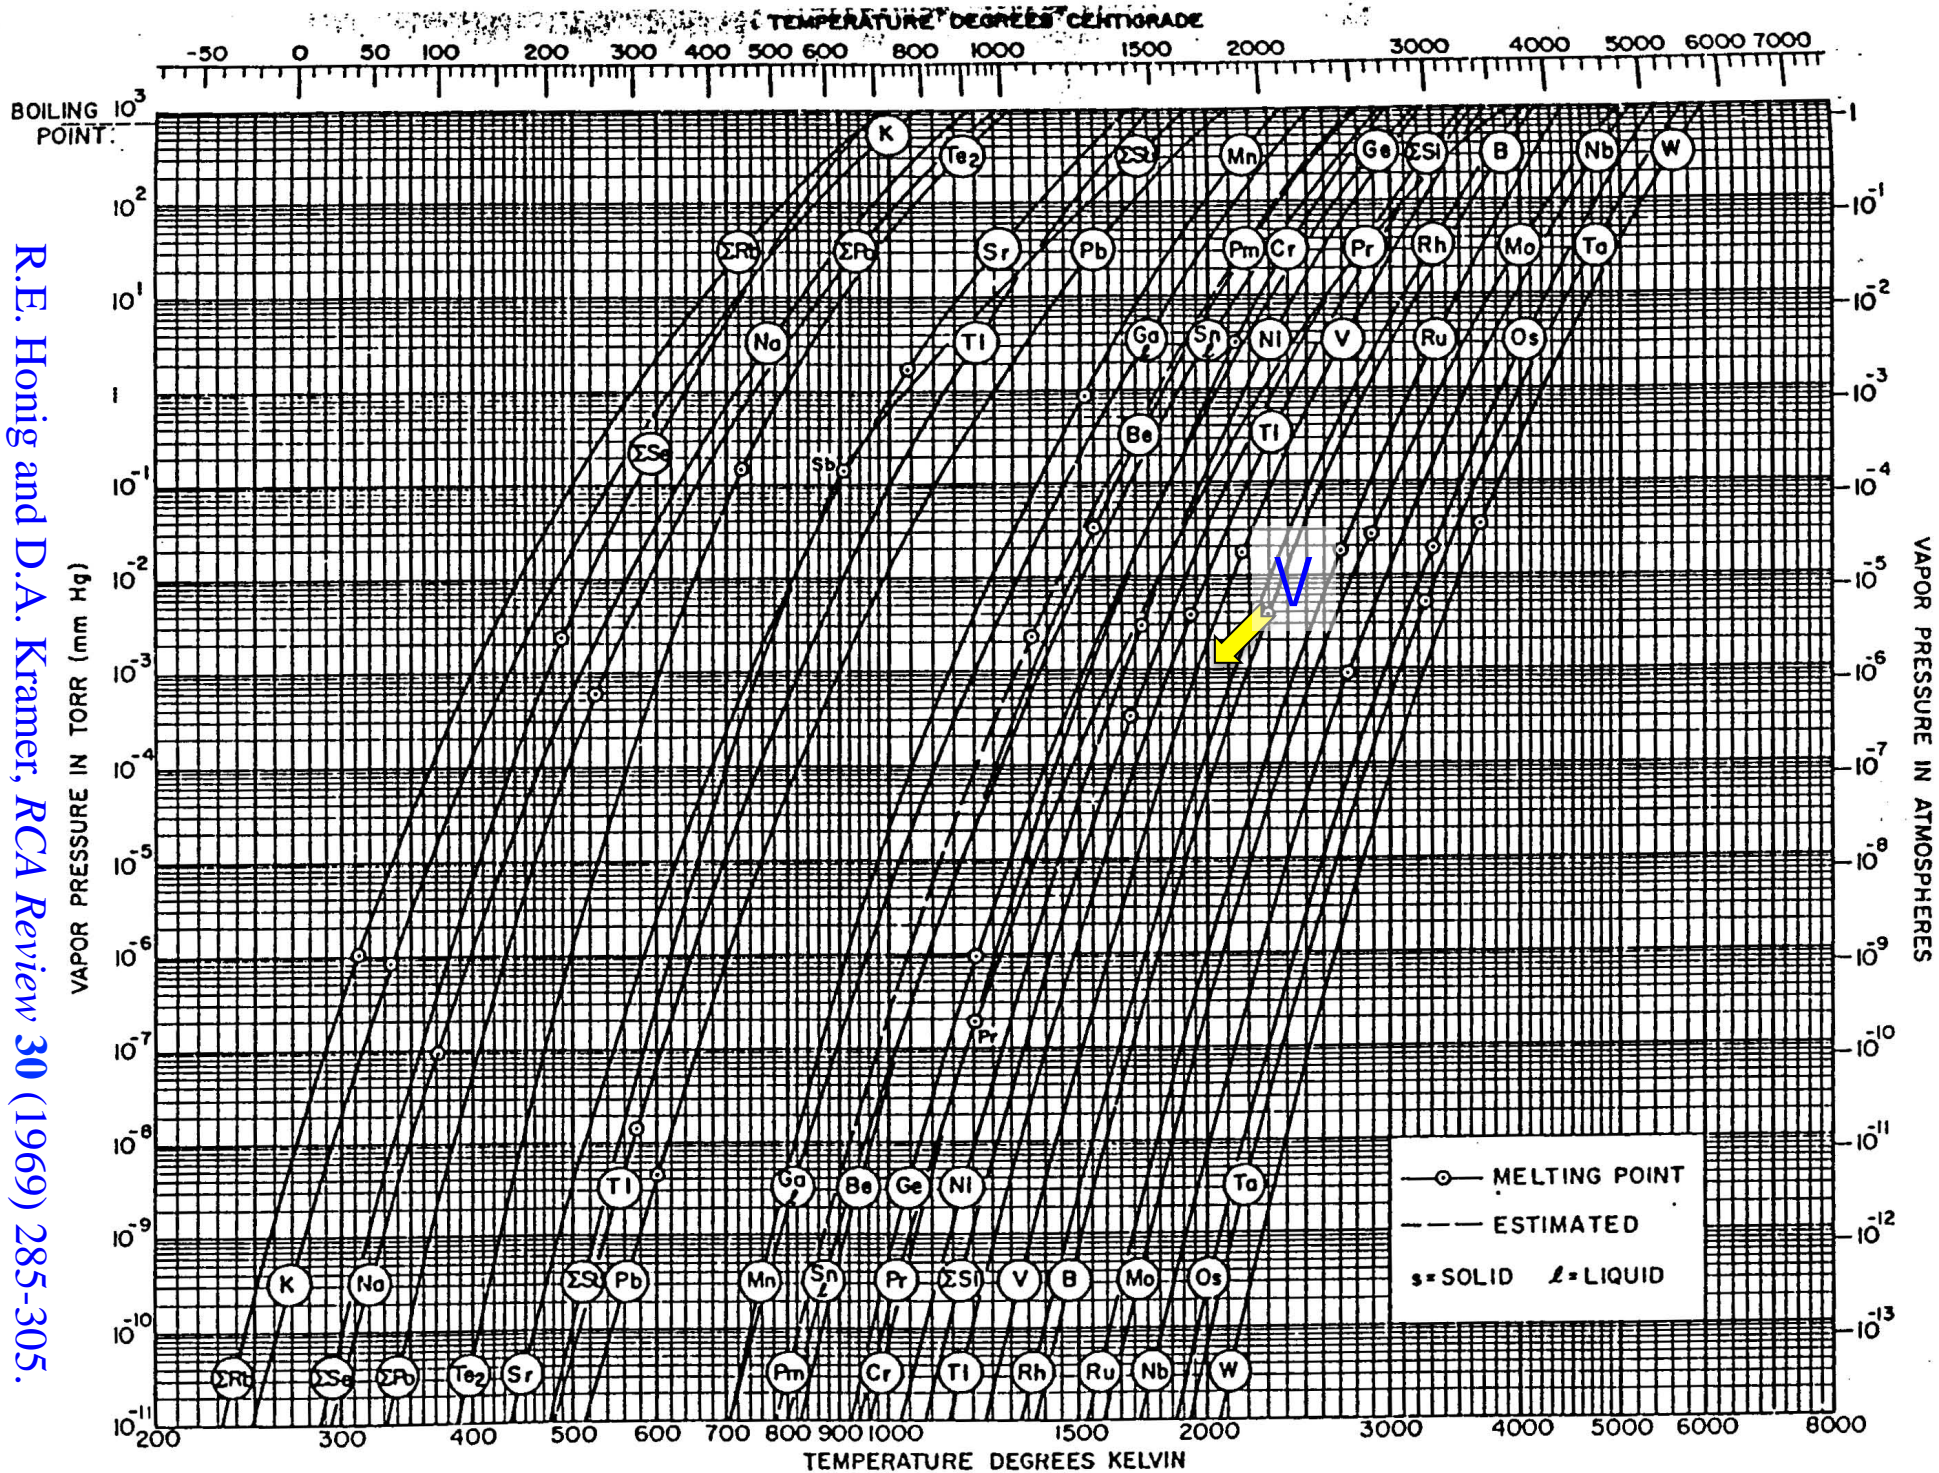 TEMPERATURE DEGREES CENTIGRADE
-50 0 50 100 200 300 400 500 600 800 1000 1500 2000 3000 4000 5000 6000 7000
BOILING POINT:
10³
10²
10¹
1
10⁻¹
10⁻²
10⁻³
10⁻⁴
10⁻⁵
10⁻⁶
10⁻⁷
10⁻⁸
10⁻⁹
10⁻¹⁰
10⁻¹¹
VAPOR PRESSURE IN TORR (mm Hg)
R.E. Honig and D.A. Kramer, RCA Review 30 (1969) 285-305.
K Te₂ Mn Ge ΣSi B Nb W
ΣRb ΣPo Sr Pb Pm Cr Pr Rh Mo Ta
Na Tl Ga ℓ Sn ℓ Ni V Ru Os
Be Ti
ΣSe Sb
V
Pr
Tl Ga ℓ Be Ge Ni Ta
K Na Pb Mn Sn ℓ Pr ΣSi V B Mo Os
ΣRb ΣSe ΣPo Te₂ Sr Pm Cr Ti Rh Ru Nb W
MELTING POINT
ESTIMATED
s=SOLID ℓ=LIQUID
1
10⁻¹
10⁻²
10⁻³
10⁻⁴
10⁻⁵
10⁻⁶
10⁻⁷
10⁻⁸
10⁻⁹
10⁻¹⁰
10⁻¹¹
10⁻¹²
10⁻¹³
VAPOR PRESSURE IN ATMOSPHERES
200 300 400 500 600 700 800 900 1000 1500 2000 3000 4000 5000 6000 8000
TEMPERATURE DEGREES KELVIN